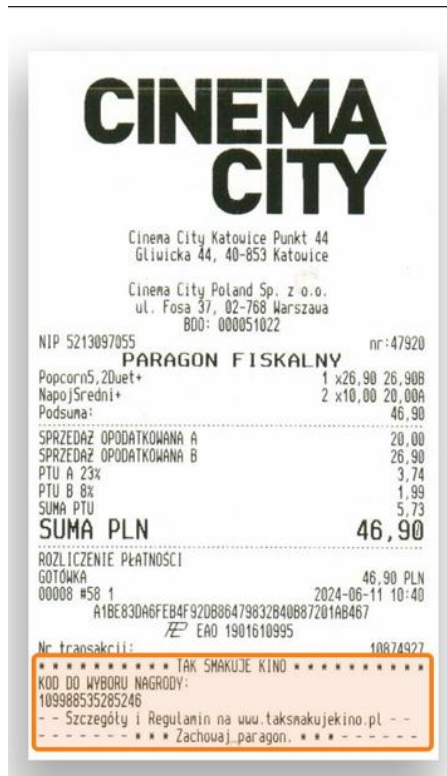 CINEMA
CITY
Cinema City Katowice Punkt 44
Gliwicka 44, 40-853 Katowice
Cinema City Poland Sp. z o.o.
ul. Fosa 37, 02-768 Warszawa
BDO: 000051022
NIP 5213097055 nr:47920
PARAGON FISKALNY
Popcorn5,2Duet+ 1 x26,90 26,90B
NapojSredni+ 2 x10,00 20,00A
Podsuma: 46,90
SPRZEDAŻ OPODATKOWANA A 20,00
SPRZEDAŻ OPODATKOWANA B 26,90
PTU A 23% 3,74
PTU B 8% 1,99
SUMA PTU 5,73
SUMA PLN 46,90
ROZLICZENIE PŁATNOŚCI
GOTÓWKA 46,90 PLN
00008 #58 1 2024-06-11 10:40
A1BE83DA6FEB4F92DB86479832B40B87201AB467
EAO 1901610995
Nr transakcji: 10874927
* * * * * * * * * * TAK SMAKUJE KINO * * * * * * * * * *
KOD DO WYBORU NAGRODY:
109988535285246
- - Szczegóły i Regulamin na www.taksmakujekino.pl - -
- - - - - - - * * * Zachowaj paragon. * * * - - - - - -